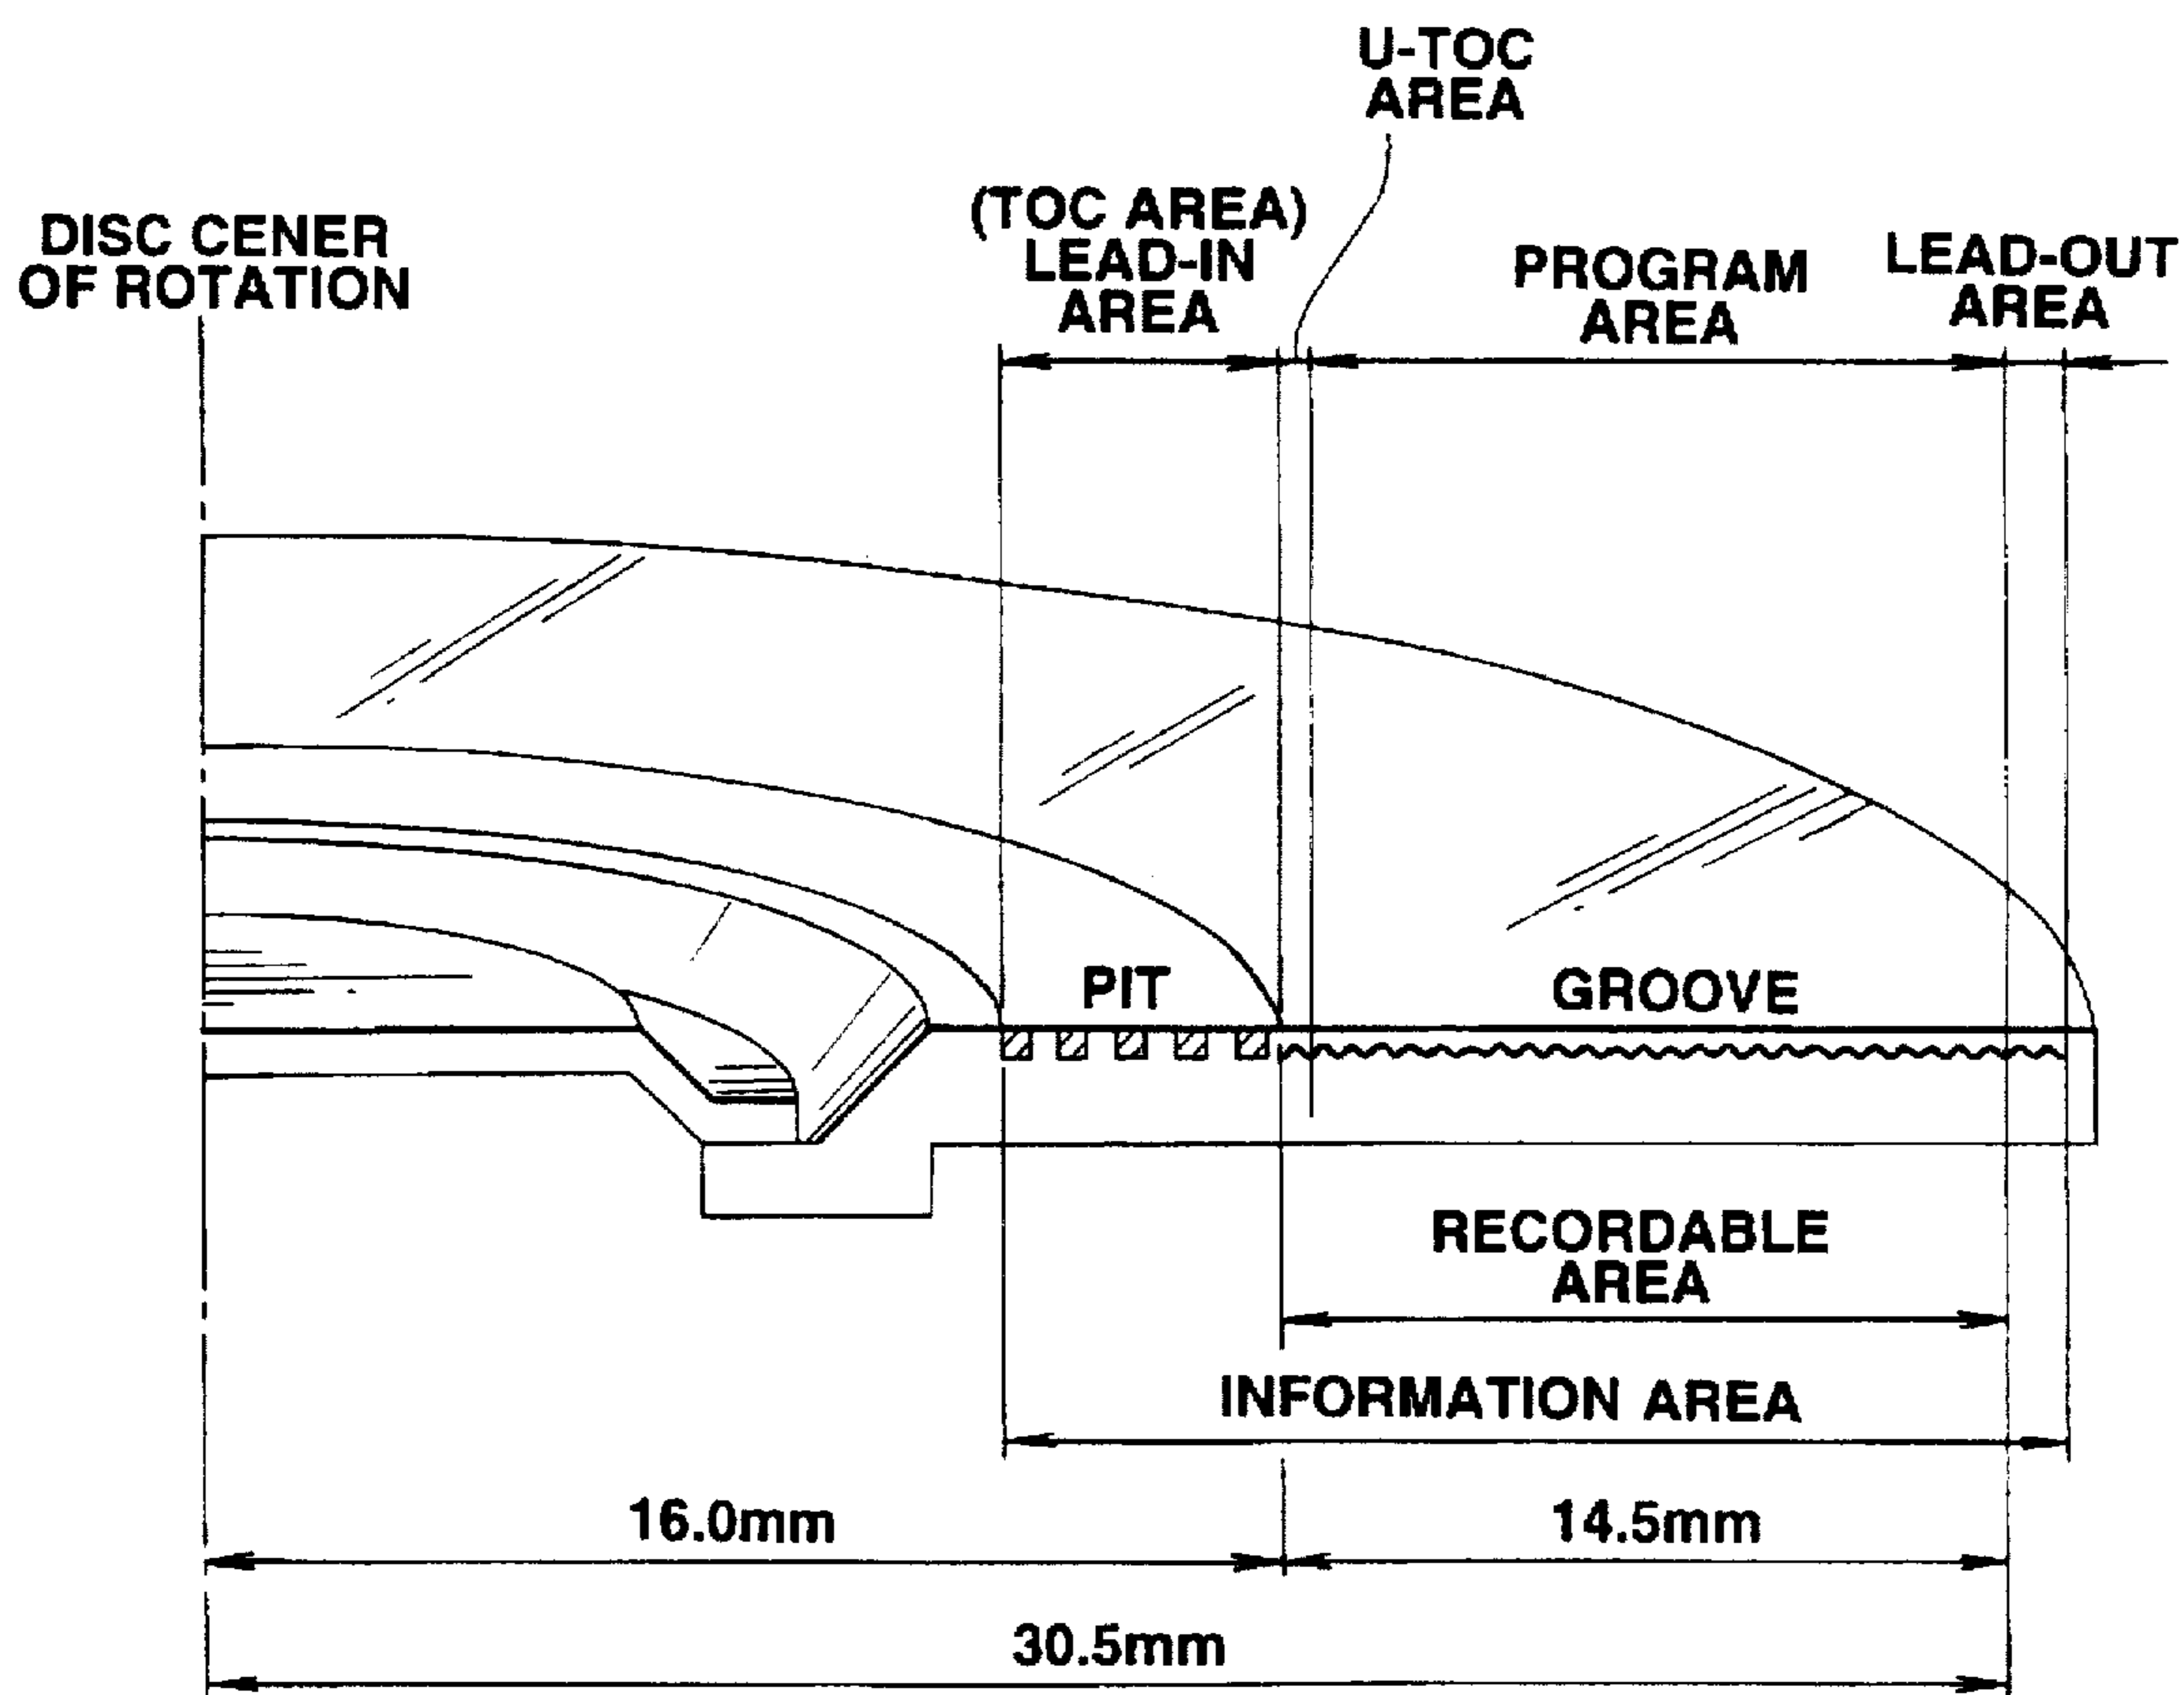 U-TOC
AREA
(TOC AREA)
LEAD-IN
AREA
DISC CENER
OF ROTATION
PROGRAM
AREA
LEAD-OUT
AREA
PIT
GROOVE
RECORDABLE
AREA
INFORMATION AREA
16.0mm
14.5mm
30.5mm